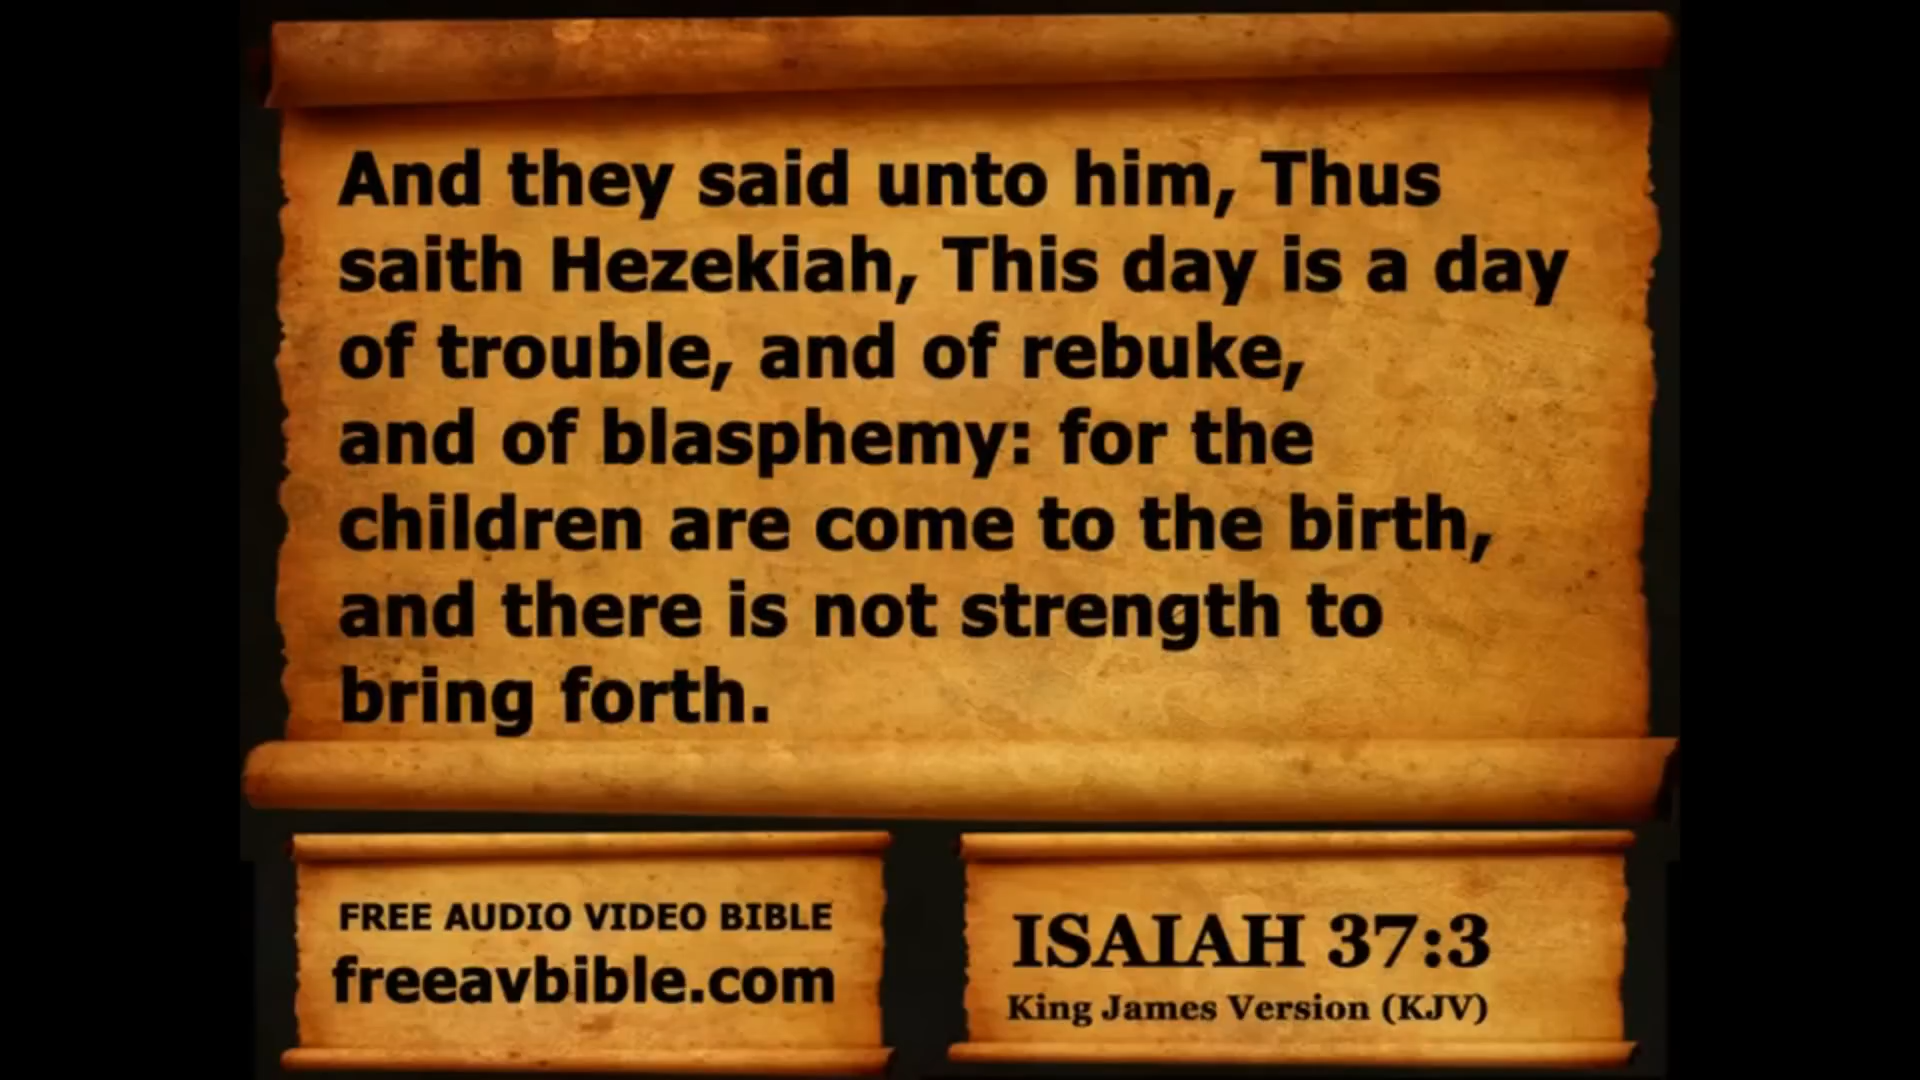 And they said unto him, Thus
saith Hezekiah, This day is a day
of trouble, and of rebuke,
and of blasphemy: for the
children are come to the birth,
and there is not strength to
bring forth.
FREE AUDIO VIDEO BIBLE
freeavbible.com
ISAIAH 37:3
King James Version (KJV)